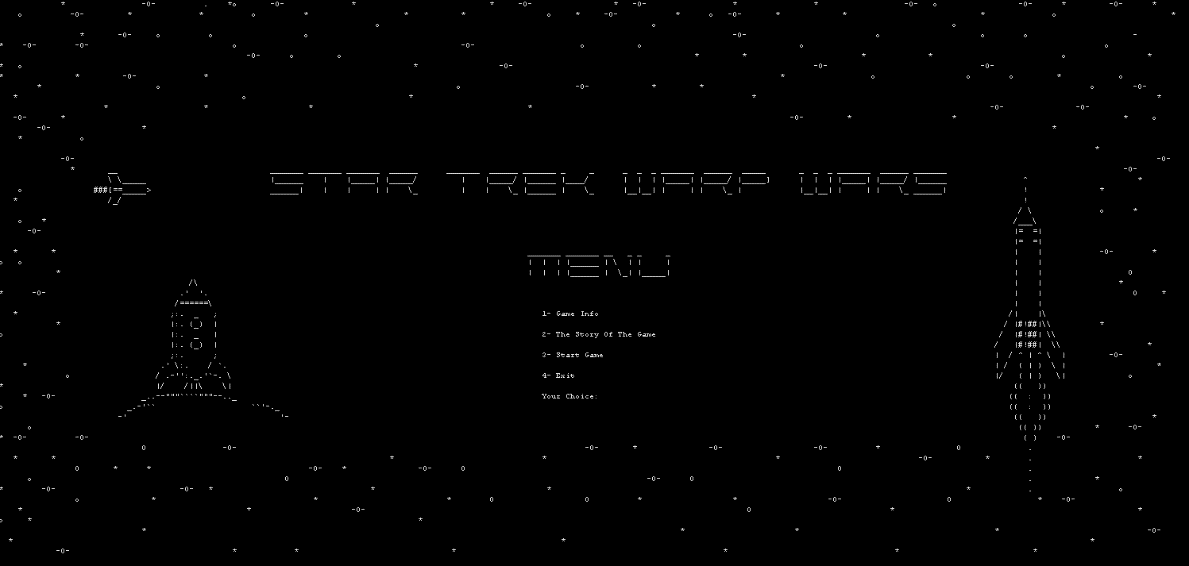 STAR TREK WARP WARS
MENU
1- Game Info
2- The Story Of The Game
3- Start Game
4- Exit
Your Choice: